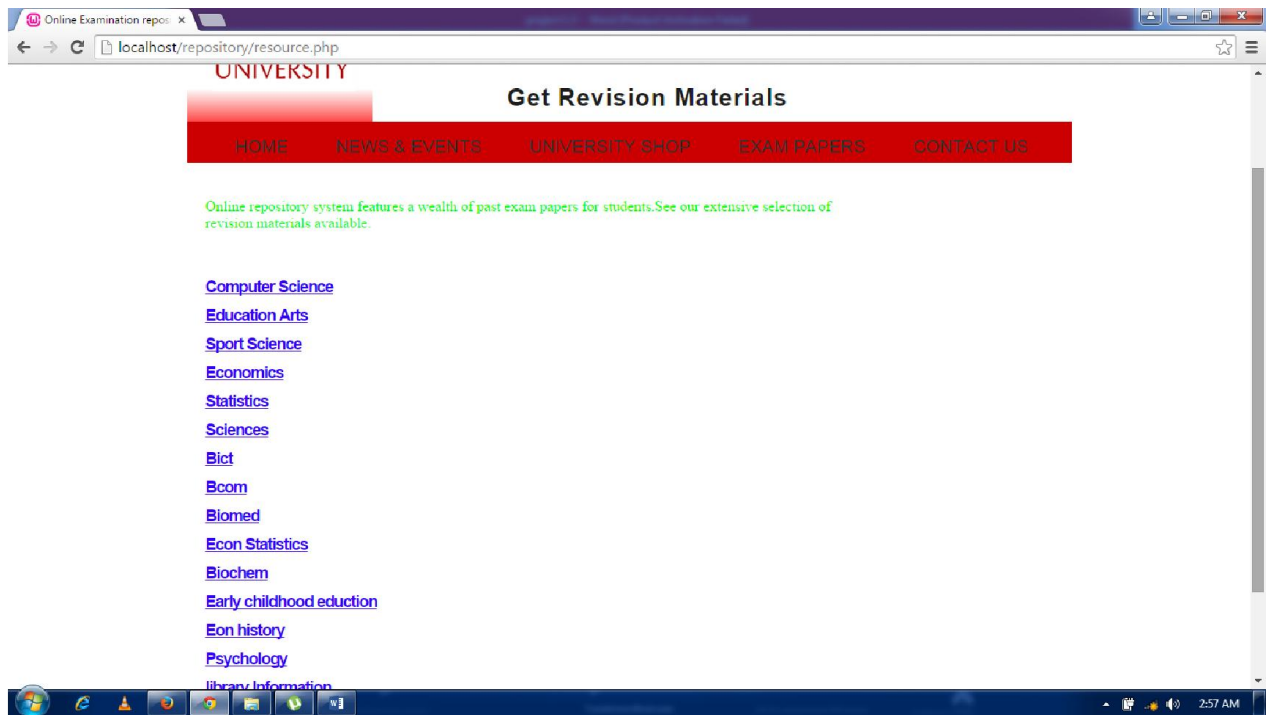 Online Examination repos
localhost/repository/resource.php
UNIVERSITY
Get Revision Materials
HOME NEWS & EVENTS UNIVERSITY SHOP EXAM PAPERS CONTACT US
Online repository system features a wealth of past exam papers for students.See our extensive selection of
revision materials available.
Computer Science
Education Arts
Sport Science
Economics
Statistics
Sciences
Bict
Bcom
Biomed
Econ Statistics
Biochem
Early childhood eduction
Eon history
Psychology
library Information
2:57 AM